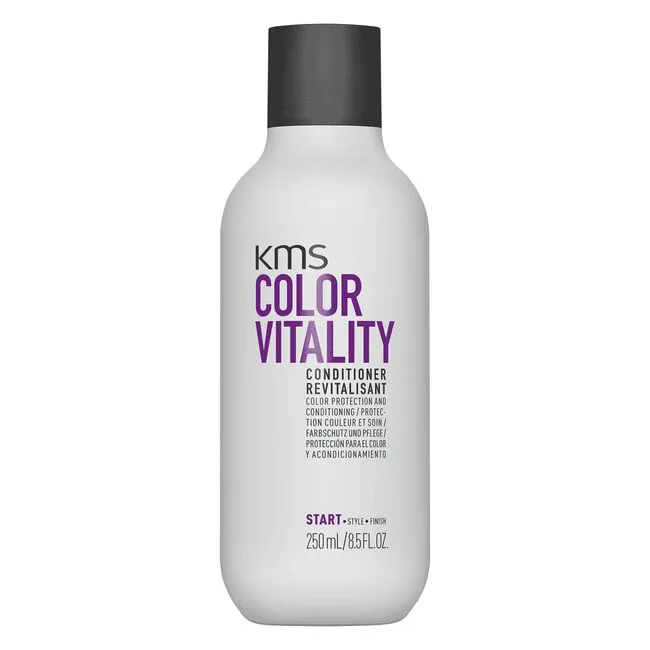 KMS
COLOR
VITALITY
CONDITIONER
REVITALISANT
COLOR PROTECTION AND
CONDITIONING / PROTEC-
TION COULEUR ET SOIN /
FARBSCHUTZ UND PFLEGE /
PROTECCIÓN PARA EL COLOR
Y ACONDICIONAMIENTO
START • STYLE • FINISH
250 mL/8.5 FL.OZ.